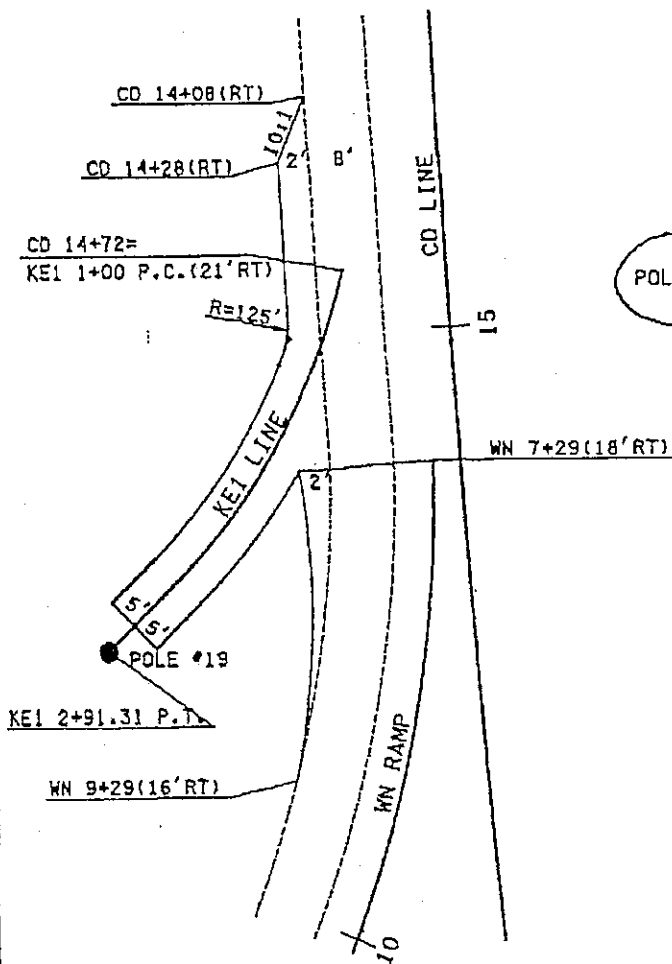 CD 14+08(RT)
10:1
2' 8'
CD 14+28(RT)
CD LINE
CD 14+72=
KE1 1+00 P.C.(21'RT)
POL
R=125'
15
KE1 LINE
WN 7+29(18'RT)
2'
5'
5'
POLE #19
KE1 2+91.31 P.T.
WN RAMP
WN 9+29(16'RT)
10